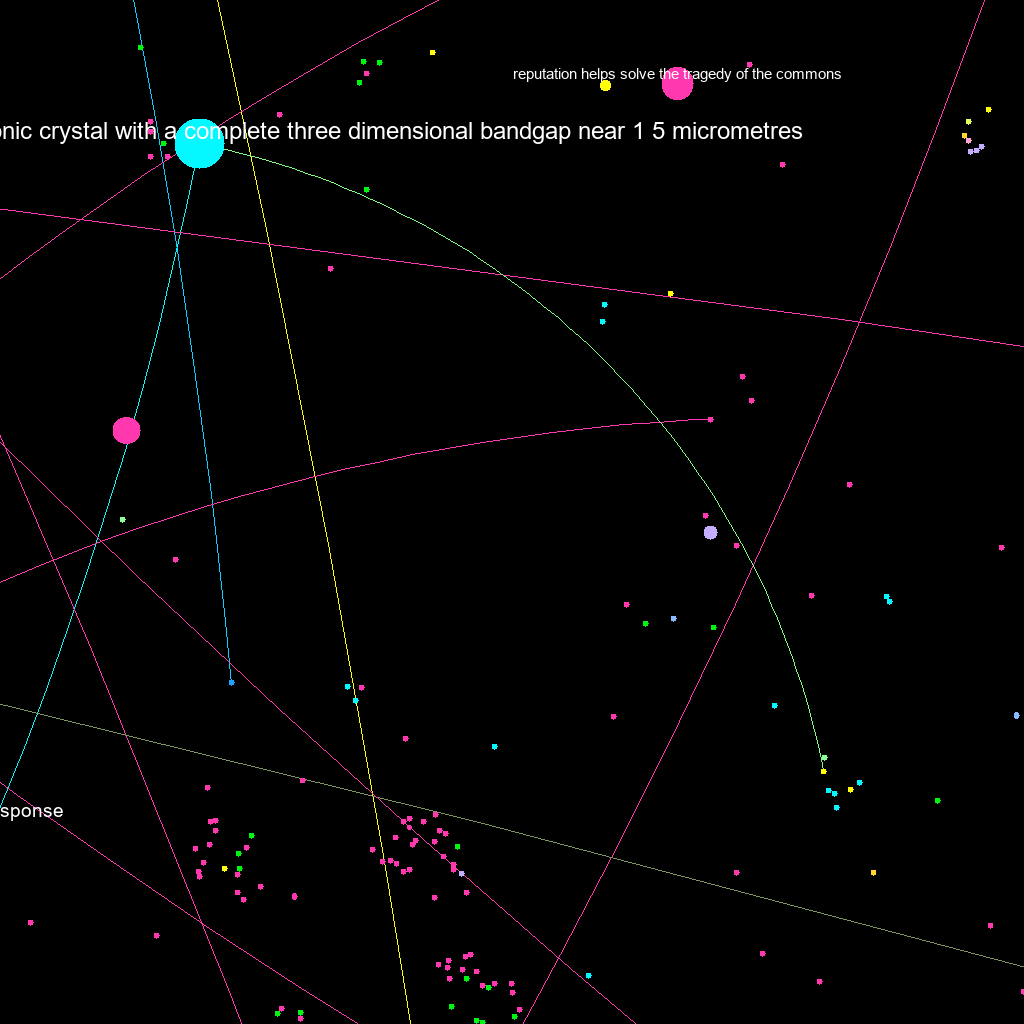 reputation helps solve the tragedy of the commons
onic crystal with a complete three dimensional bandgap near 1 5 micrometres
sponse